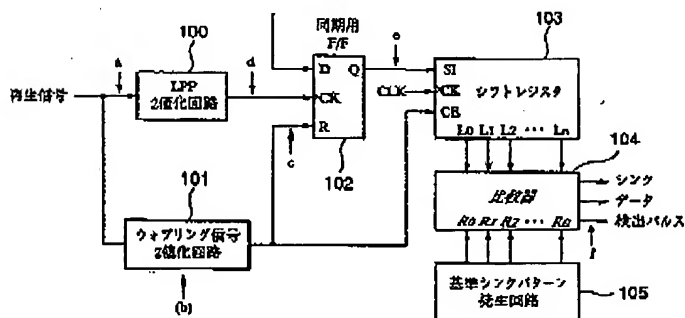 100
a
LPP
2値化回路
d
再生信号
同期用
F/F
D
Q
CK
R
c
102
e
CLK
103
SI
CK
CE
シフトレジスタ
L0 L1 L2 ••• Ln
104
比較器
R0 R1 R2 ••• Rn
シンク
データ
検出パルス
f
101
ウォブリング信号
2値化回路
(b)
基準シンクパターン
発生回路
105